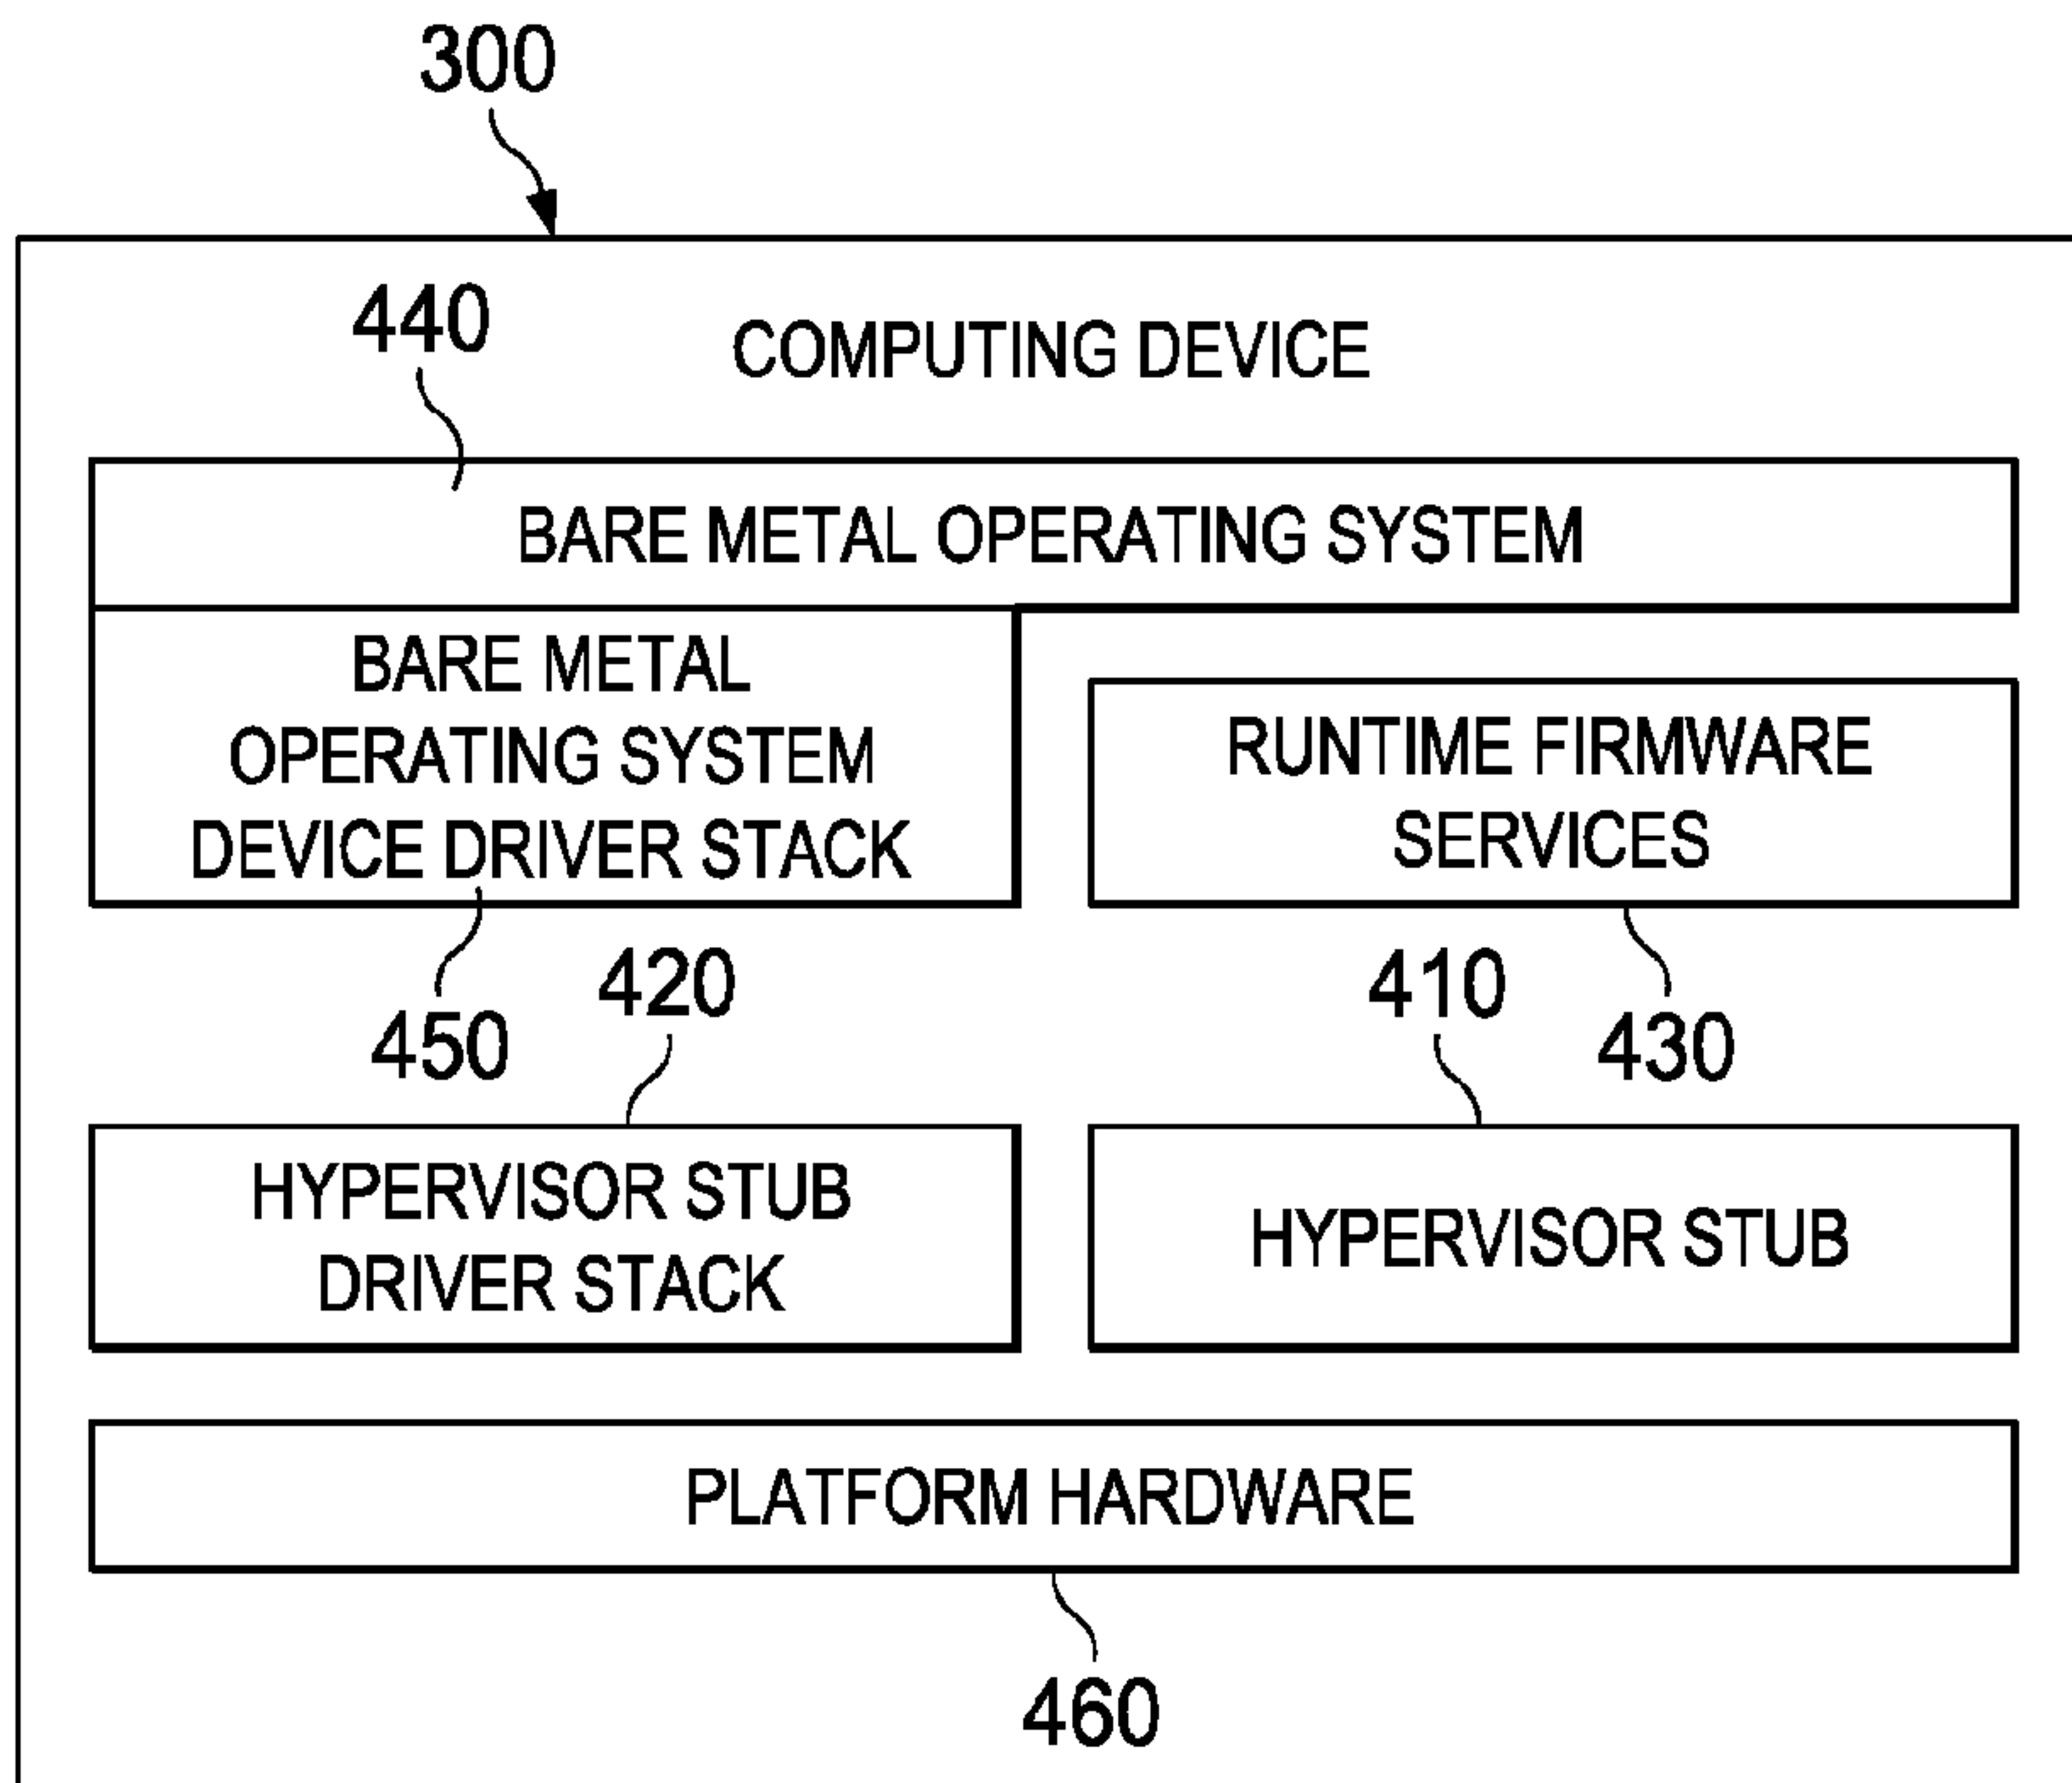 300
440
COMPUTING DEVICE
BARE METAL OPERATING SYSTEM
BARE METAL
OPERATING SYSTEM
DEVICE DRIVER STACK
RUNTIME FIRMWARE
SERVICES
450
420
410
430
HYPERVISOR STUB
DRIVER STACK
HYPERVISOR STUB
PLATFORM HARDWARE
460